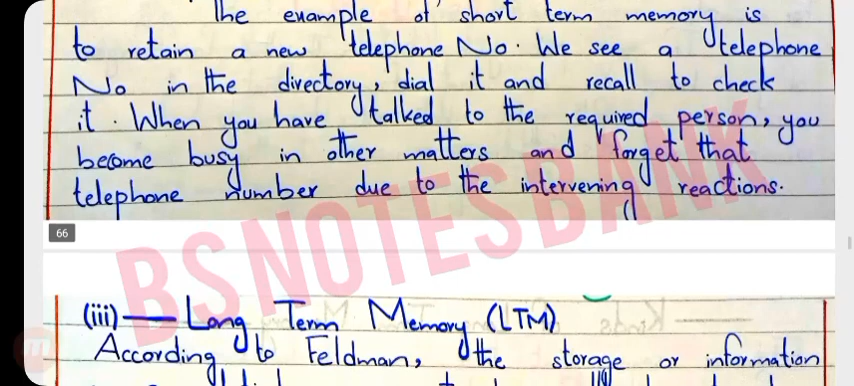 The example of short term memory is
to retain a new telephone No. We see a telephone
No in the directory, dial it and recall to check
it. When you have talked to the required person, you
become busy in other matters and forget that
telephone number due to the intervening reactions.
66
BSNOTESBANK
(iii) — Long Term Memory (LTM)
According to Feldman, the storage or information